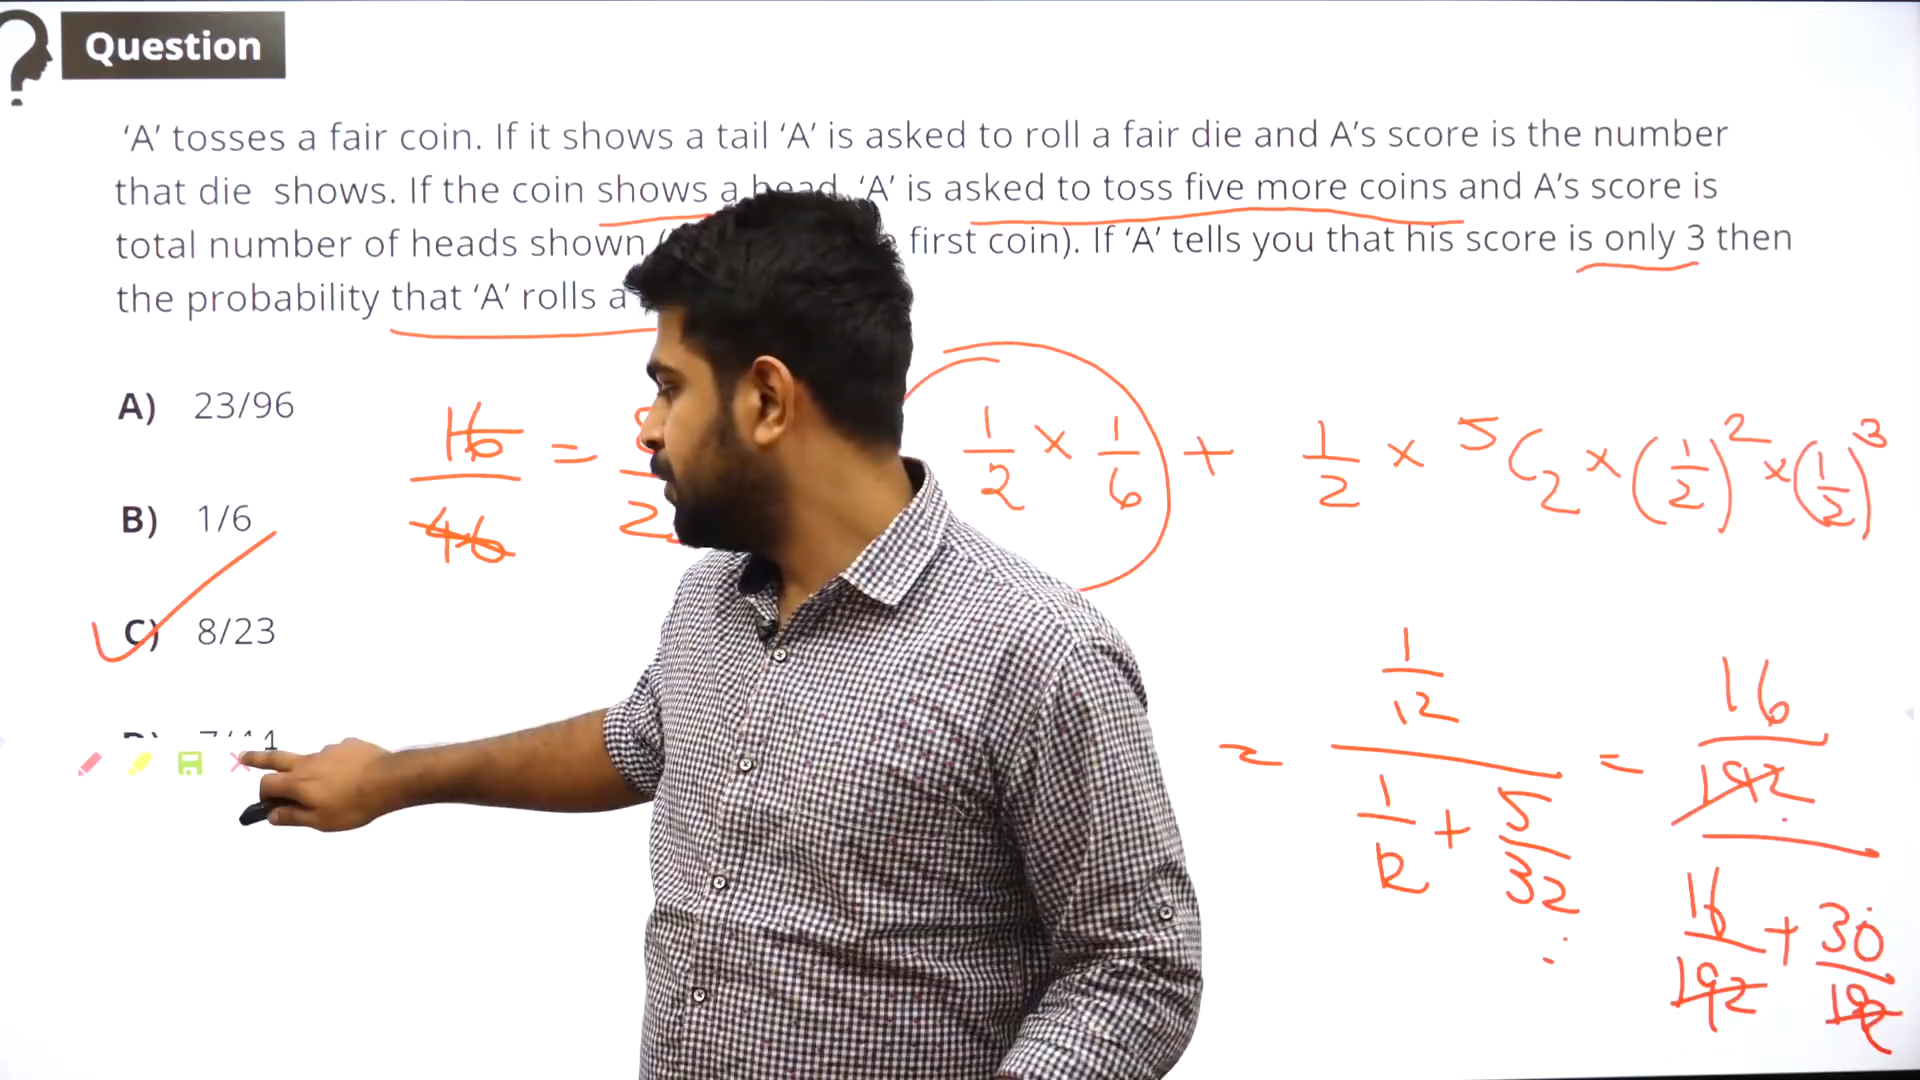 Question
‘A’ tosses a fair coin. If it shows a tail ‘A’ is asked to roll a fair die and A’s score is the number
that die shows. If the coin shows a head, ‘A’ is asked to toss five more coins and A’s score is
total number of heads shown first coin). If ‘A’ tells you that his score is only 3 then
the probability that ‘A’ rolls a
A) 23/96
16/46 =
1/2 × 1/6 + 1/2 × ⁵C₂ × (1/2)² × (1/2)³
B) 1/6
C) 8/23
= (1/12)/(1/12 + 5/32) = (16/192)/(16/192 + 30/192)